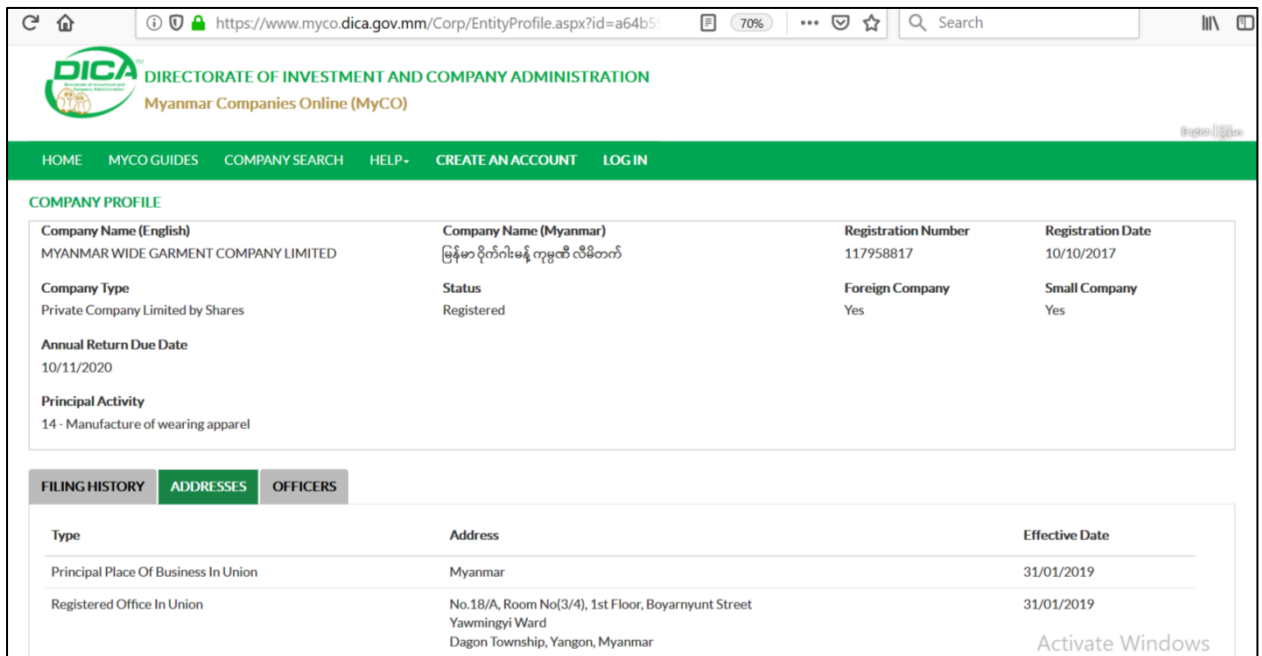 https://www.myco.dica.gov.mm/Corp/EntityProfile.aspx?id=a64b5 70% Search
DICA
DIRECTORATE OF INVESTMENT AND COMPANY ADMINISTRATION
Myanmar Companies Online (MyCO)
English
HOME MYCO GUIDES COMPANY SEARCH HELP CREATE AN ACCOUNT LOG IN
COMPANY PROFILE
Company Name (English) Company Name (Myanmar) Registration Number Registration Date
MYANMAR WIDE GARMENT COMPANY LIMITED မြန်မာ ဝိုက်ဂါးမန့် ကုမ္ပဏီ လီမိတက် 117958817 10/10/2017
Company Type Status Foreign Company Small Company
Private Company Limited by Shares Registered Yes Yes
Annual Return Due Date
10/11/2020
Principal Activity
14 - Manufacture of wearing apparel
FILING HISTORY ADDRESSES OFFICERS
Type Address Effective Date
Principal Place Of Business In Union Myanmar 31/01/2019
Registered Office In Union No.18/A, Room No(3/4), 1st Floor, Boyarnyunt Street 31/01/2019
Yawmingyi Ward
Dagon Township, Yangon, Myanmar
Activate Windows